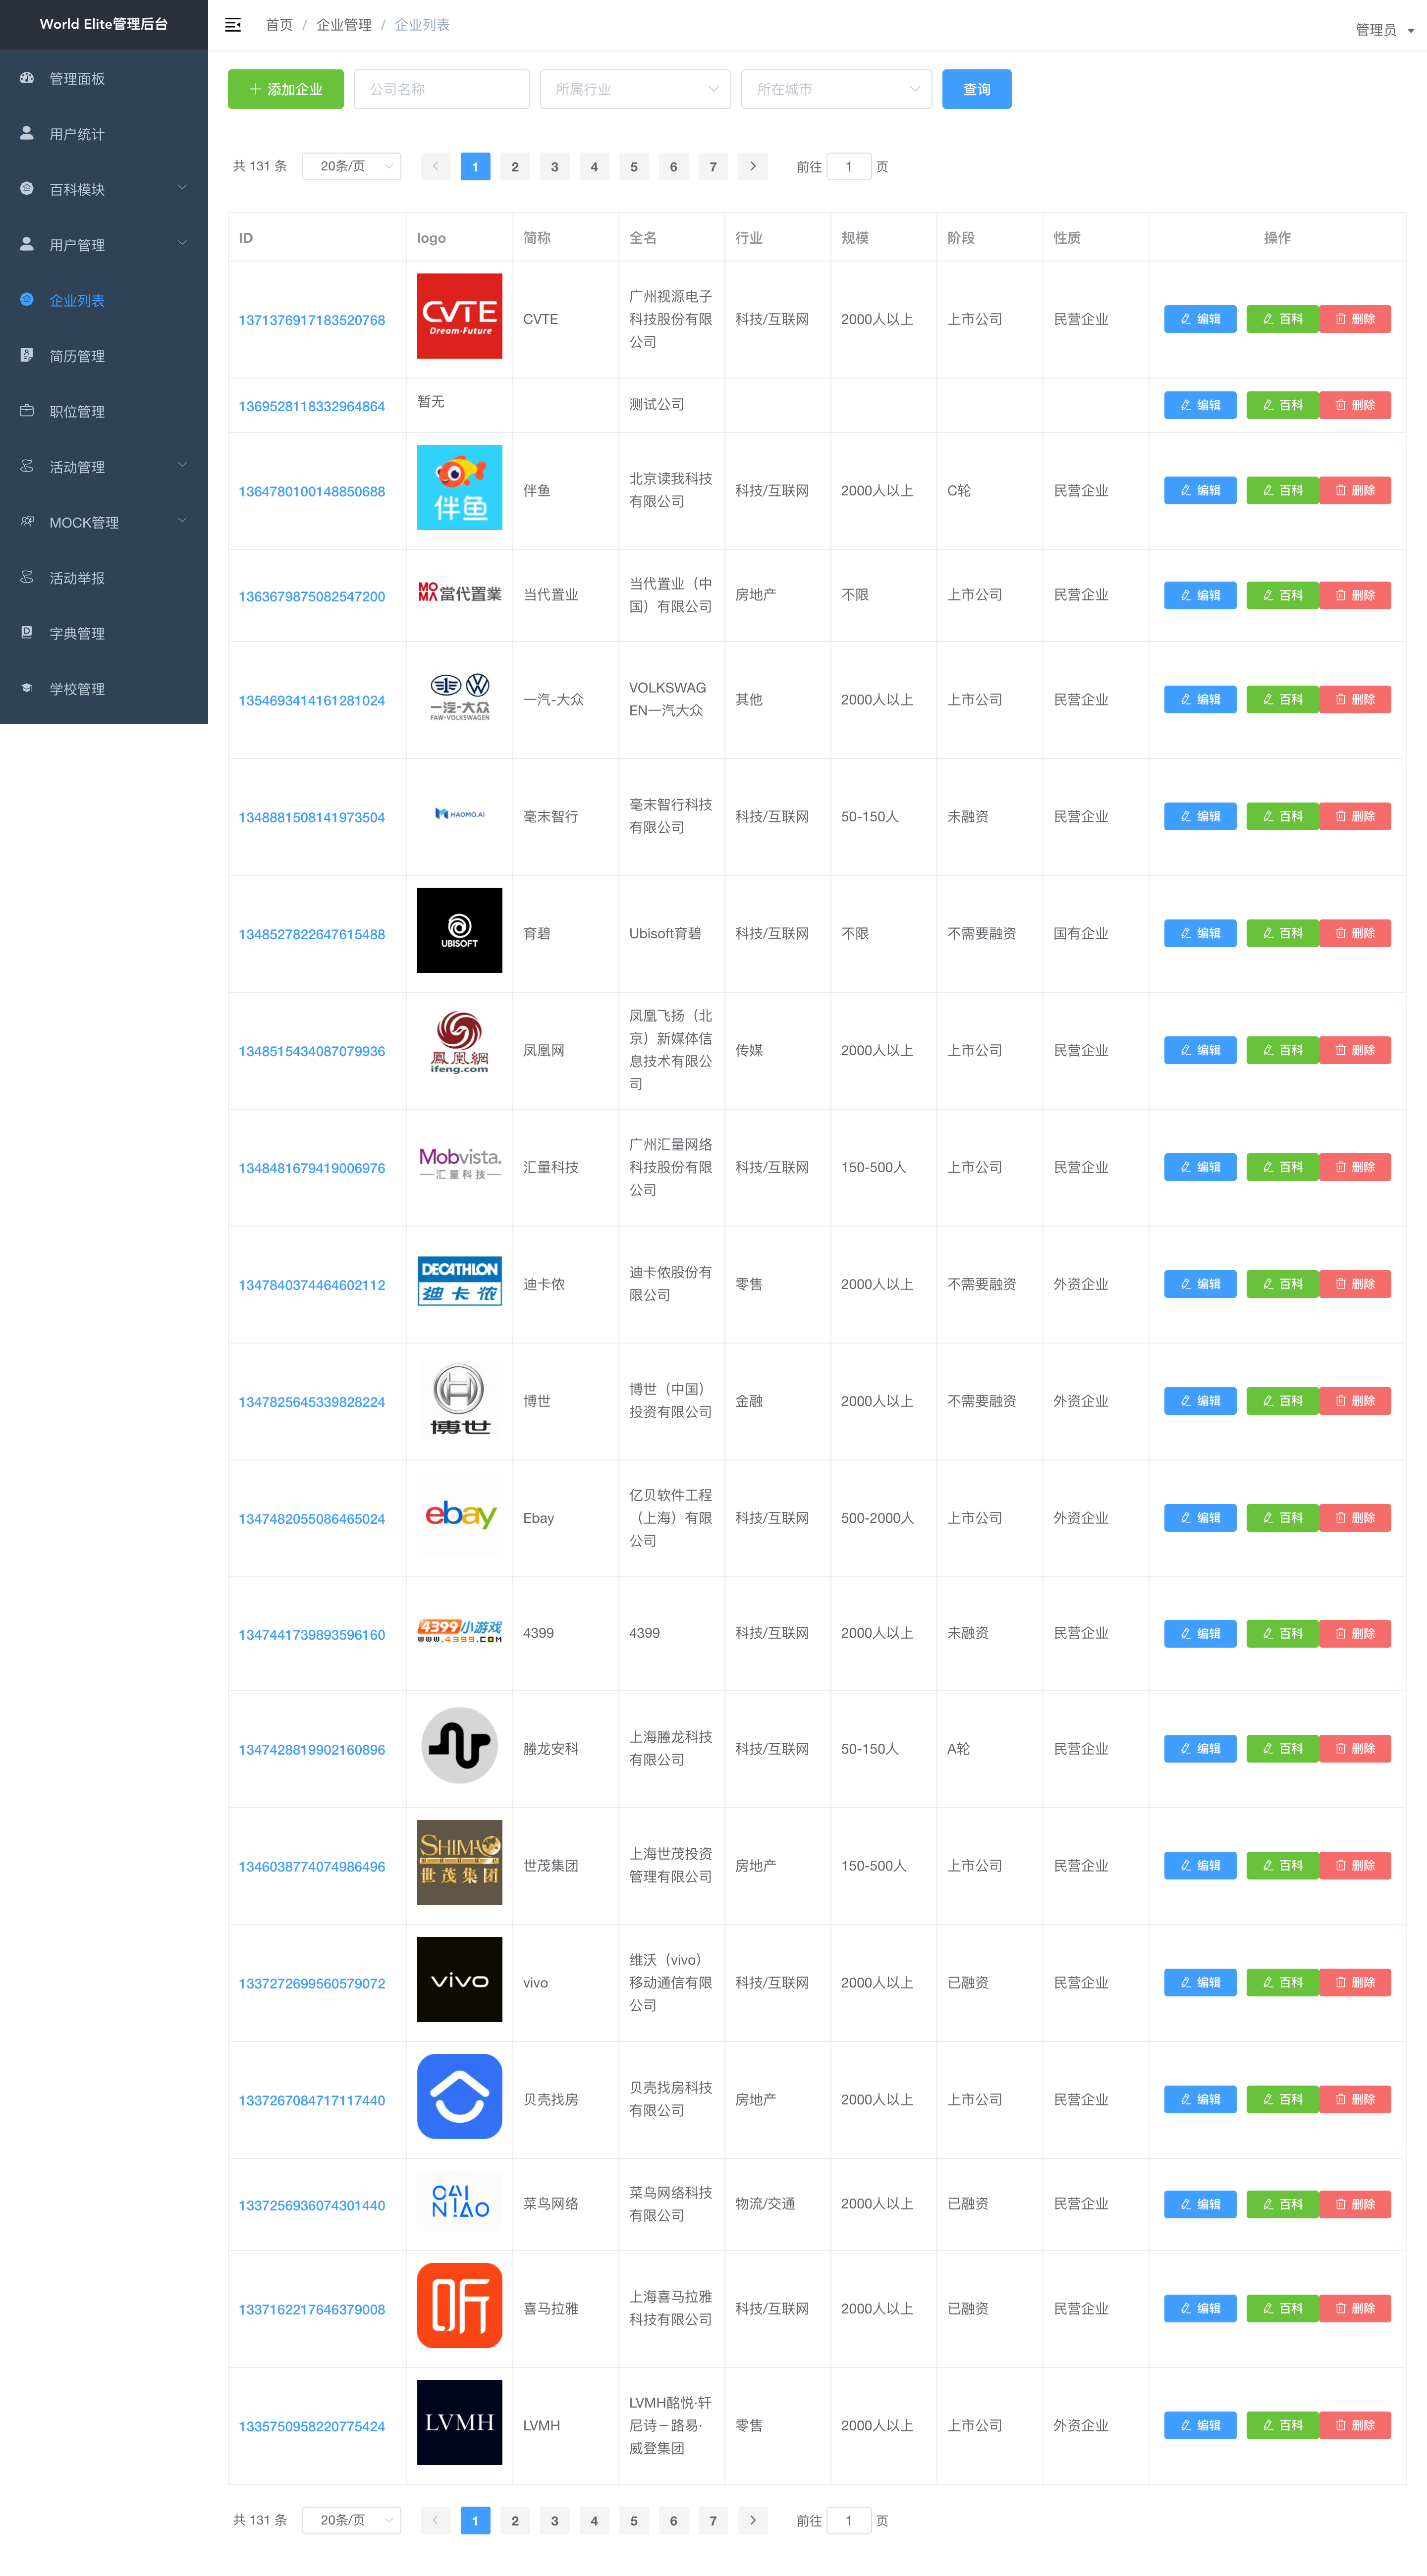 World Elite管理后台
首页 / 企业管理 / 企业列表
管理员
管理面板
用户统计
百科模块
用户管理
企业列表
简历管理
职位管理
活动管理
MOCK管理
活动举报
字典管理
学校管理
添加企业 公司名称 所属行业 所在城市 查询
共 131 条 20条/页 1 2 3 4 5 6 7 前往 1 页
ID logo 简称 全名 行业 规模 阶段 性质 操作
1371376917183520768
CVTE
Dream·Future
CVTE
广州视源电子
科技股份有限
公司
科技/互联网 2000人以上 上市公司 民营企业 编辑 百科 删除
1369528118332964864 暂无 测试公司 编辑 百科 删除
1364780100148850688
伴鱼
伴鱼
北京读我科技
有限公司
科技/互联网 2000人以上 C轮 民营企业 编辑 百科 删除
1363679875082547200
MOMA當代置業
当代置业
当代置业（中
国）有限公司
房地产 不限 上市公司 民营企业 编辑 百科 删除
1354693414161281024
一汽-大众
FAW-VOLKSWAGEN
一汽-大众
VOLKSWAG
EN一汽大众
其他 2000人以上 上市公司 民营企业 编辑 百科 删除
1348881508141973504
HAOMO.AI
毫末智行
毫末智行科技
有限公司
科技/互联网 50-150人 未融资 民营企业 编辑 百科 删除
1348527822647615488
UBISOFT
育碧
Ubisoft育碧
科技/互联网 不限 不需要融资 国有企业 编辑 百科 删除
1348515434087079936
鳳凰網
ifeng.com
凤凰网
凤凰飞扬（北
京）新媒体信
息技术有限公
司
传媒 2000人以上 上市公司 民营企业 编辑 百科 删除
1348481679419006976
Mobvista.
汇量科技
汇量科技
广州汇量网络
科技股份有限
公司
科技/互联网 150-500人 上市公司 民营企业 编辑 百科 删除
1347840374464602112
DECATHLON
迪卡侬
迪卡侬
迪卡侬股份有
限公司
零售 2000人以上 不需要融资 外资企业 编辑 百科 删除
1347825645339828224
博世
博世
博世（中国）
投资有限公司
金融 2000人以上 不需要融资 外资企业 编辑 百科 删除
1347482055086465024
ebay
Ebay
亿贝软件工程
（上海）有限
公司
科技/互联网 500-2000人 上市公司 外资企业 编辑 百科 删除
1347441739893596160
4399小游戏
WWW.4399.COM
4399
4399
科技/互联网 2000人以上 未融资 民营企业 编辑 百科 删除
1347428819902160896
塍龙安科
上海塍龙科技
有限公司
科技/互联网 50-150人 A轮 民营企业 编辑 百科 删除
1346038774074986496
SHIMAO
世茂集团
世茂集团
上海世茂投资
管理有限公司
房地产 150-500人 上市公司 民营企业 编辑 百科 删除
1337272699560579072
vivo
vivo
维沃（vivo）
移动通信有限
公司
科技/互联网 2000人以上 已融资 民营企业 编辑 百科 删除
1337267084717117440
贝壳找房
贝壳找房科技
有限公司
房地产 2000人以上 上市公司 民营企业 编辑 百科 删除
1337256936074301440
CAI
NIAO
菜鸟网络
菜鸟网络科技
有限公司
物流/交通 2000人以上 已融资 民营企业 编辑 百科 删除
1337162217646379008
听
喜马拉雅
上海喜马拉雅
科技有限公司
科技/互联网 2000人以上 已融资 民营企业 编辑 百科 删除
1335750958220775424
LVMH
LVMH
LVMH酩悦·轩
尼诗－路易·
威登集团
零售 2000人以上 上市公司 外资企业 编辑 百科 删除
共 131 条 20条/页 1 2 3 4 5 6 7 前往 1 页